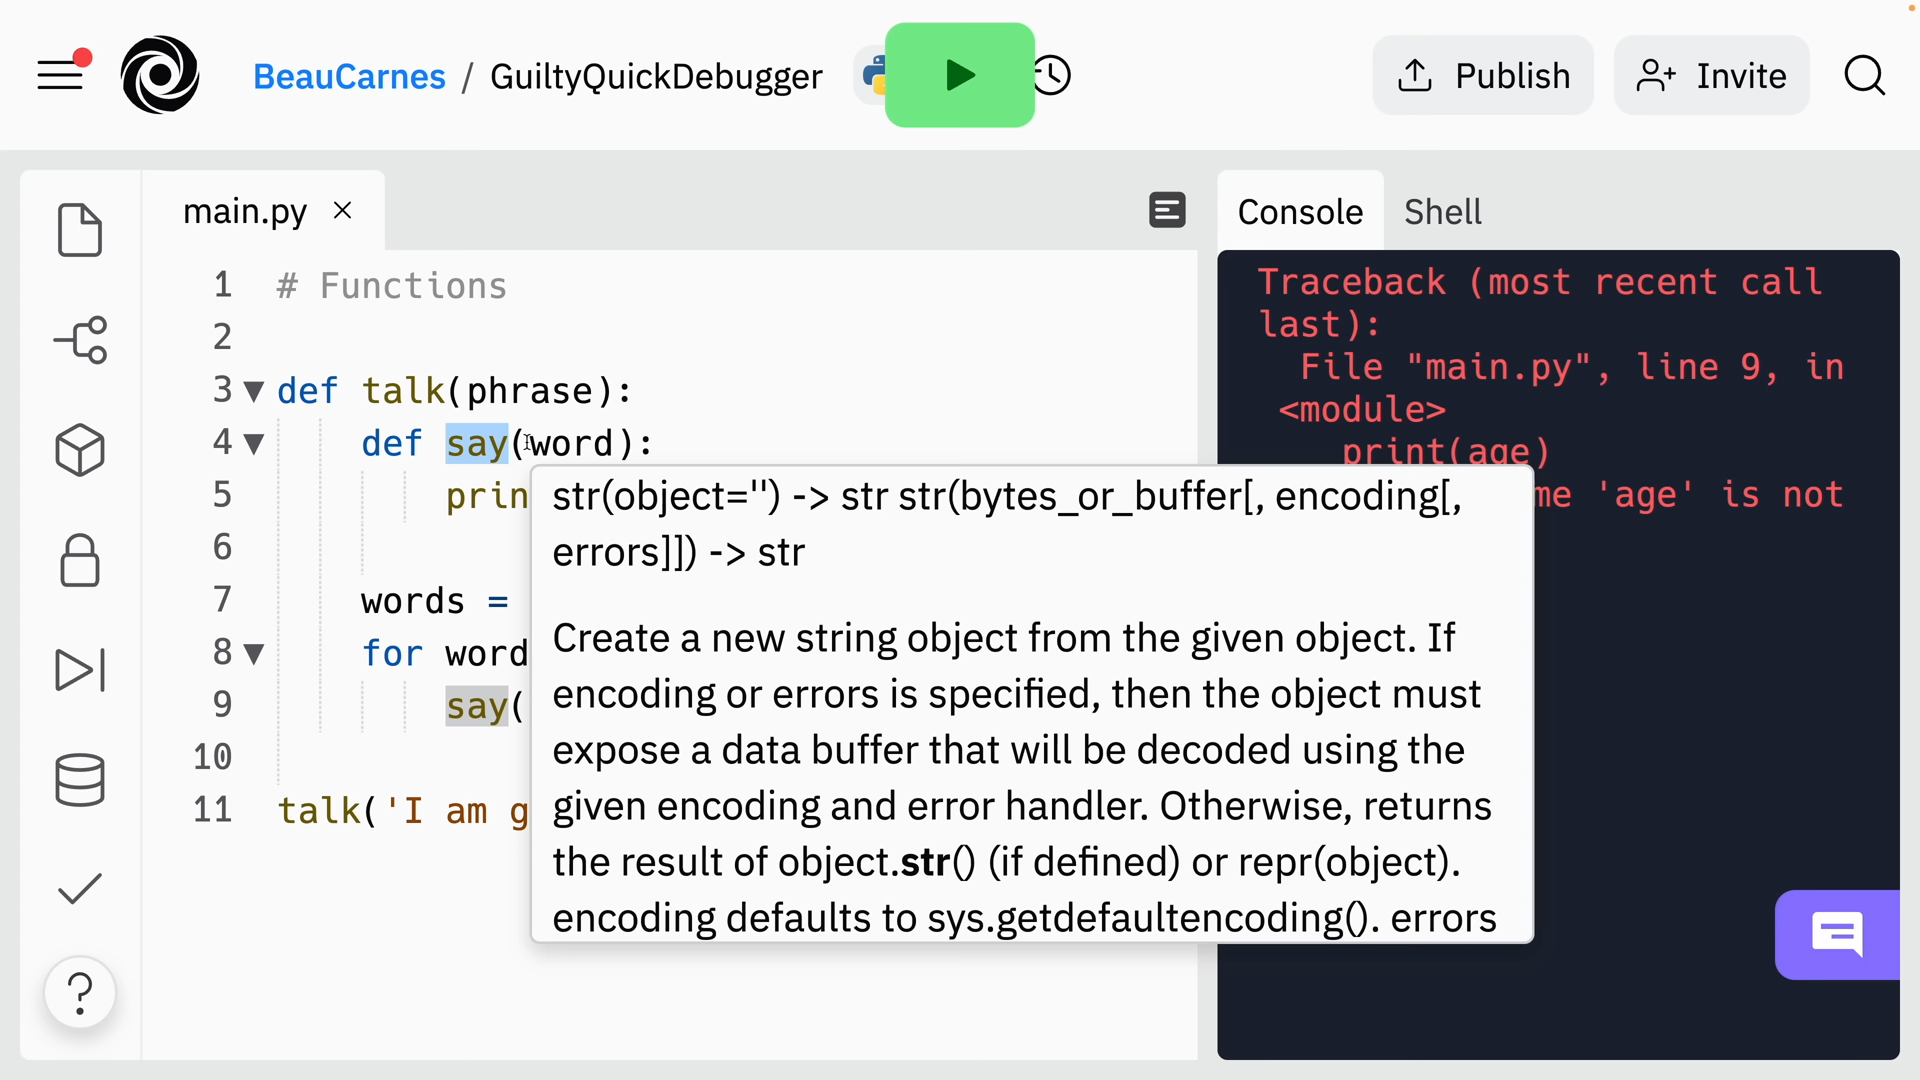 BeauCarnes / GuiltyQuickDebugger
Publish
Invite
main.py
Console
Shell
1 # Functions
2
3 def talk(phrase):
4 def say(word):
5 prin
6
7 words =
8 for word
9 say(
10
11 talk('I am g
str(object='') -> str str(bytes_or_buffer[, encoding[,
errors]]) -> str
Create a new string object from the given object. If
encoding or errors is specified, then the object must
expose a data buffer that will be decoded using the
given encoding and error handler. Otherwise, returns
the result of object.str() (if defined) or repr(object).
encoding defaults to sys.getdefaultencoding(). errors
Traceback (most recent call
last):
File "main.py", line 9, in
<module>
print(age)
me 'age' is not
?